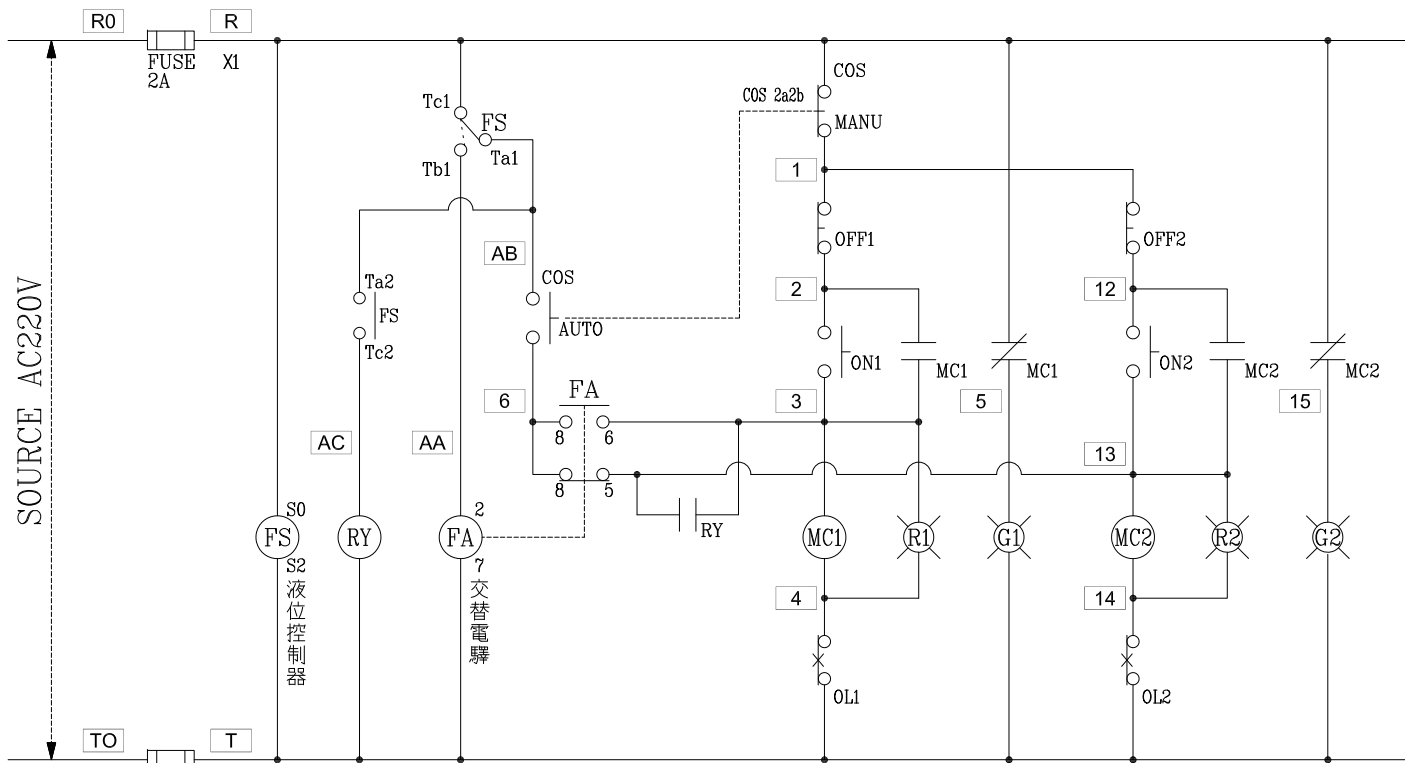 R0
R
FUSE
2A
X1
SOURCE AC220V
Tc1
FS
Ta1
Tb1
COS 2a2b
COS
MANU
1
OFF1
OFF2
AB
COS
AUTO
Ta2
FS
Tc2
2
12
ON1
MC1
MC1
ON2
MC2
MC2
6
FA
8
6
3
5
13
15
AC
AA
8
5
RY
S0
FS
S2
液位控制器
RY
2
FA
7
交替電驛
MC1
R1
G1
MC2
R2
G2
4
14
OL1
OL2
TO
T